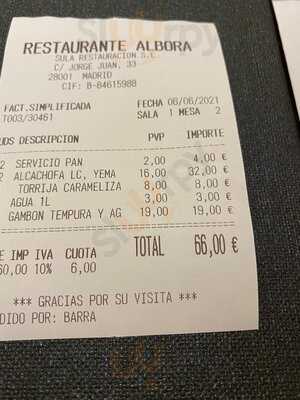 RESTAURANTE ALBORA
SULA RESTAURACION S.L
C/ JORGE JUAN, 33
28001 MADRID
CIF: B-84615988
FACT.SIMPLIFICADA FECHA 06/06/2021
T003/30461 SALA 1 MESA 2
UDS DESCRIPCION PVP IMPORTE
2 SERVICIO PAN 2,00 4,00 €
2 ALCACHOFA LC, YEMA 16,00 32,00 €
TORRIJA CARAMELIZA 8,00 8,00 €
AGUA 1L 3,00 3,00 €
GAMBON TEMPURA Y AG 19,00 19,00 €
E IMP IVA CUOTA TOTAL 66,00 €
60,00 10% 6,00
*** GRACIAS POR SU VISITA ***
DIDO POR: BARRA